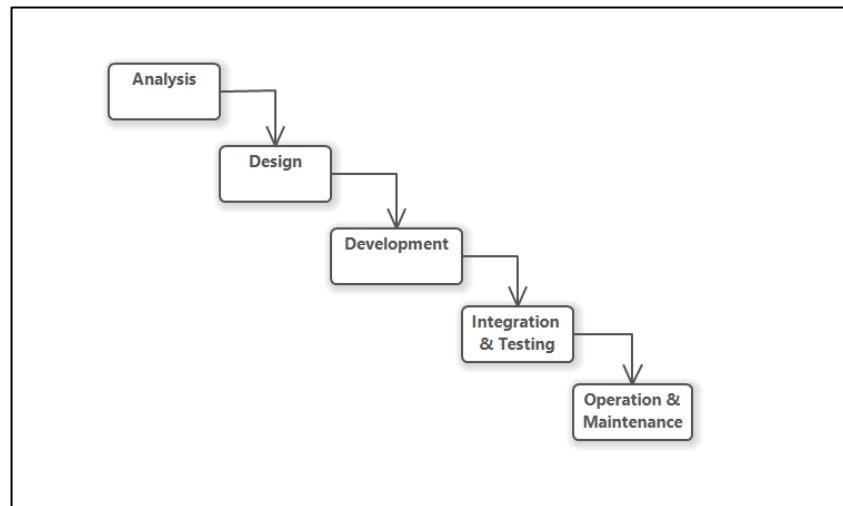 Analysis
Design
Development
Integration
& Testing
Operation &
Maintenance